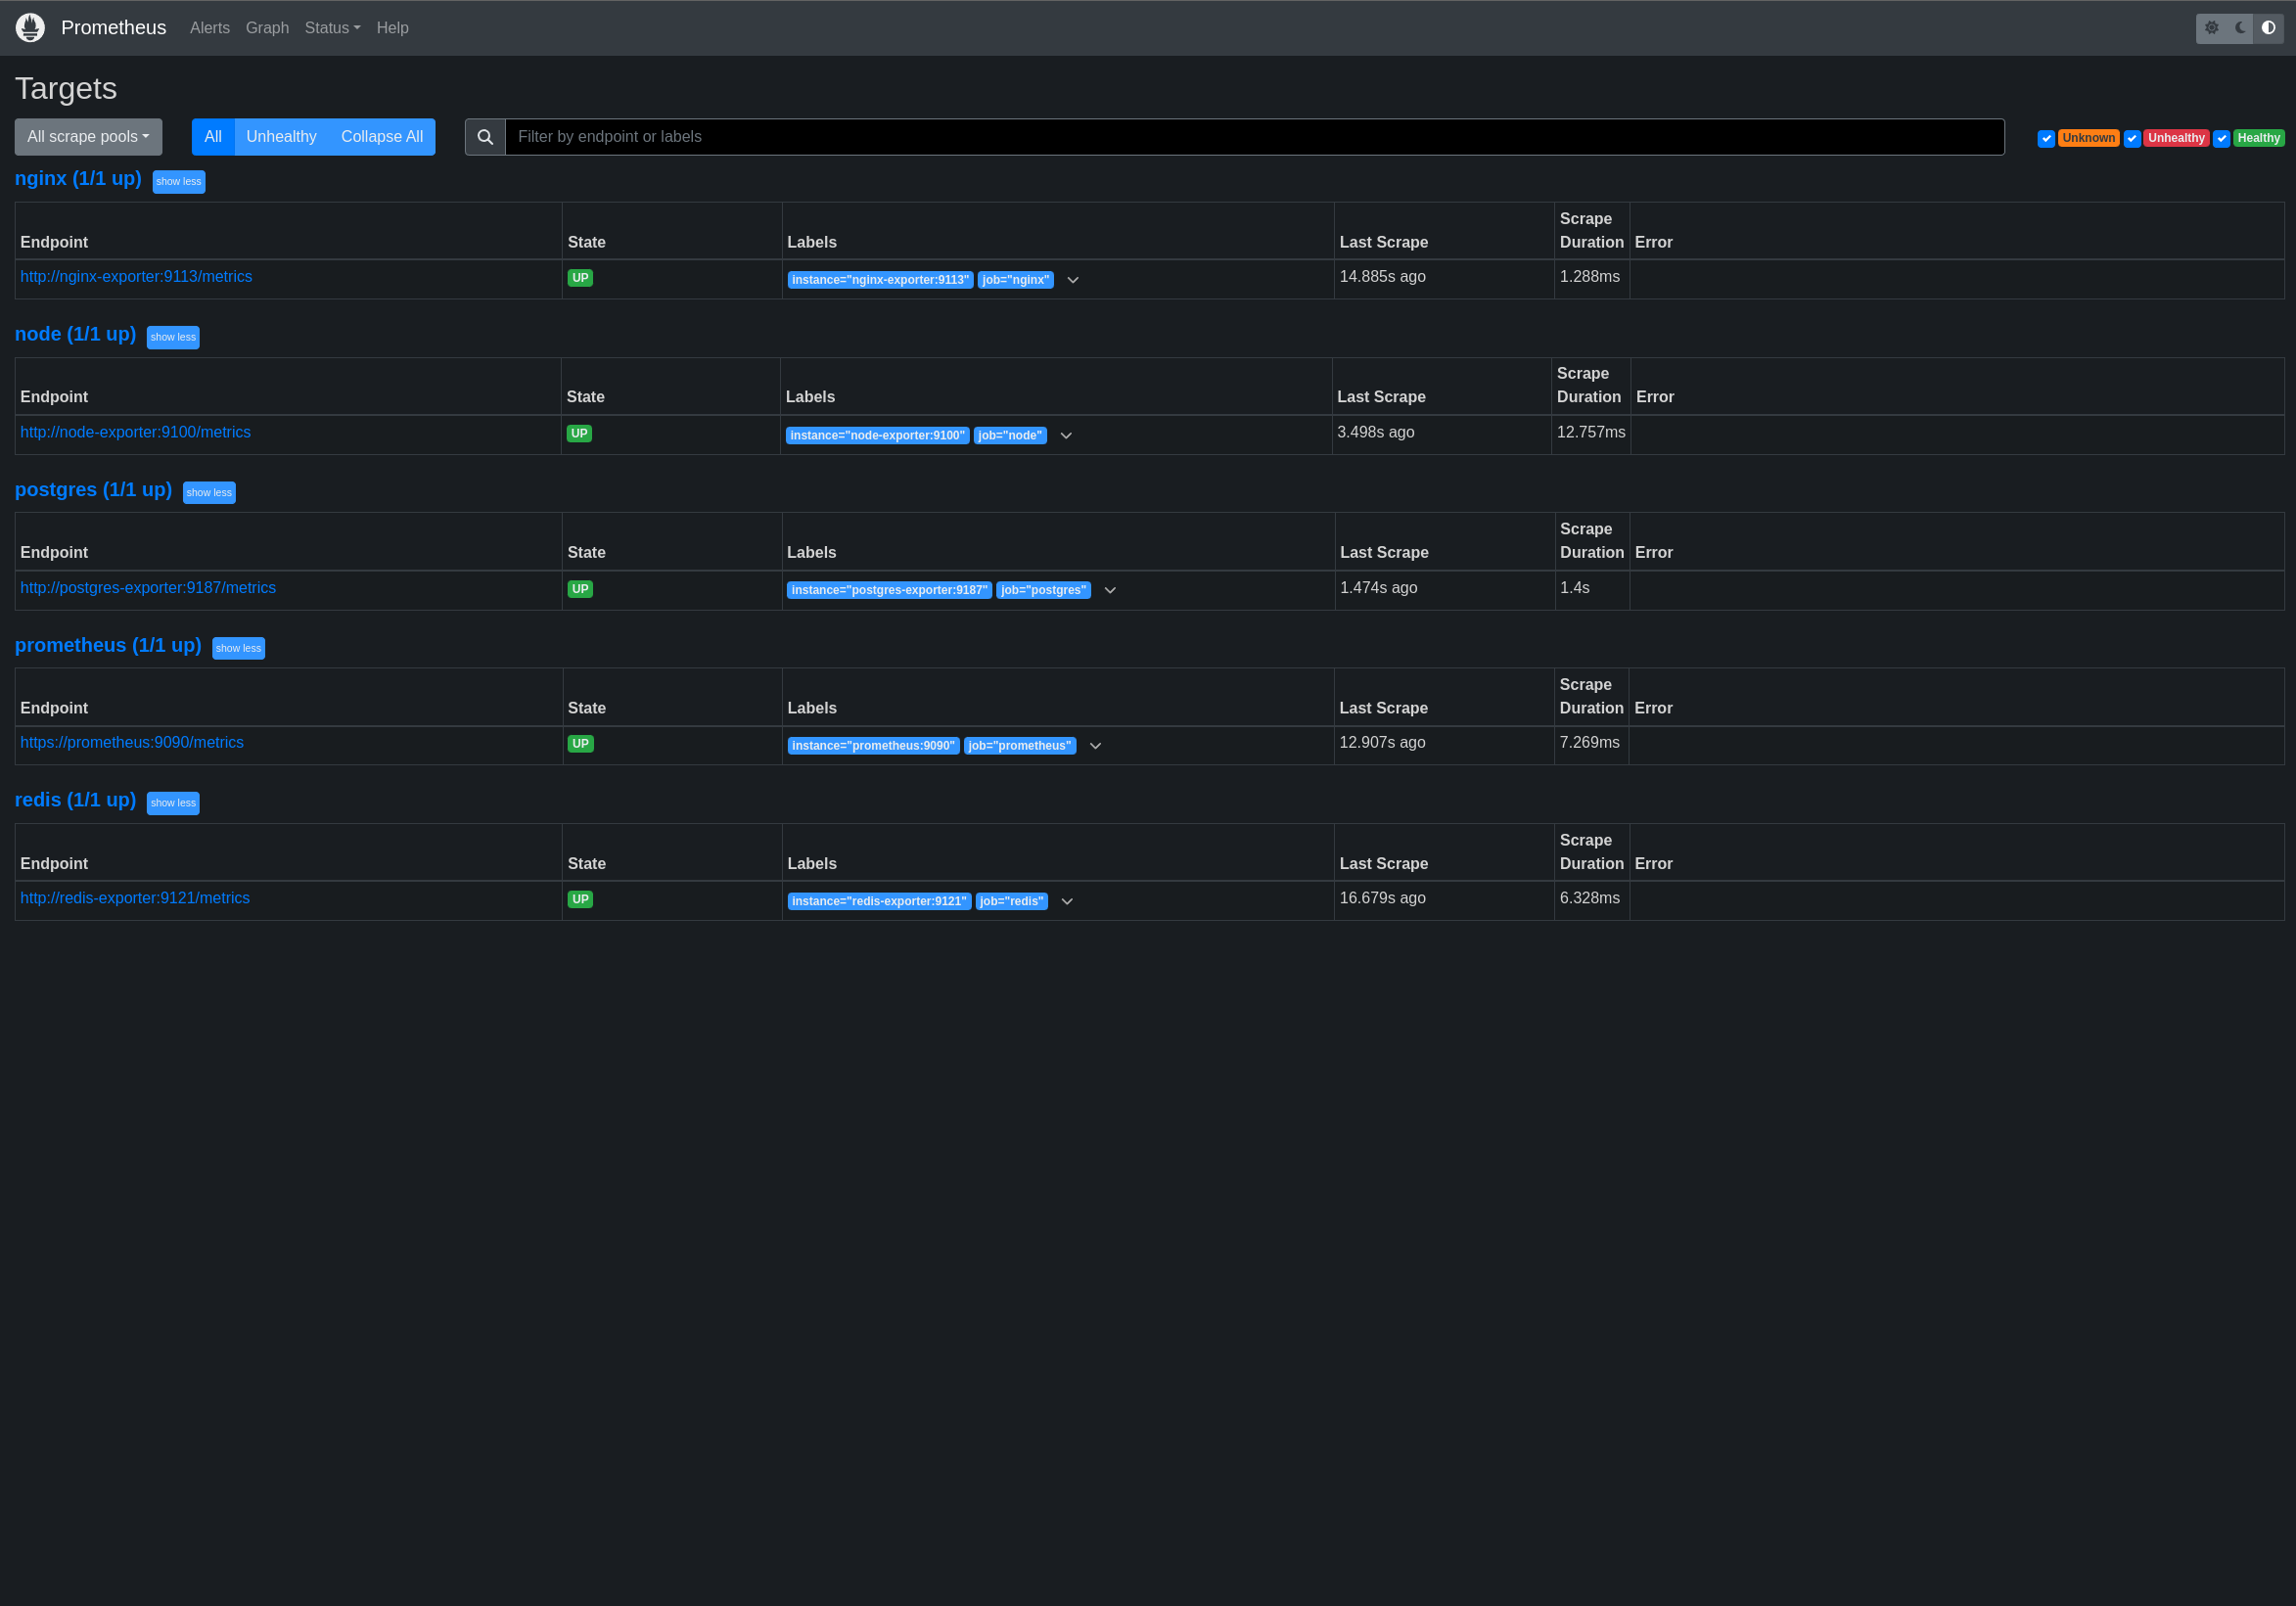 Prometheus Alerts Graph Status Help
Targets
All scrape pools All Unhealthy Collapse All Filter by endpoint or labels Unknown Unhealthy Healthy
nginx (1/1 up) show less
Endpoint State Labels Last Scrape Scrape Duration Error
http://nginx-exporter:9113/metrics UP instance="nginx-exporter:9113" job="nginx" 14.885s ago 1.288ms
node (1/1 up) show less
Endpoint State Labels Last Scrape Scrape Duration Error
http://node-exporter:9100/metrics UP instance="node-exporter:9100" job="node" 3.498s ago 12.757ms
postgres (1/1 up) show less
Endpoint State Labels Last Scrape Scrape Duration Error
http://postgres-exporter:9187/metrics UP instance="postgres-exporter:9187" job="postgres" 1.474s ago 1.4s
prometheus (1/1 up) show less
Endpoint State Labels Last Scrape Scrape Duration Error
https://prometheus:9090/metrics UP instance="prometheus:9090" job="prometheus" 12.907s ago 7.269ms
redis (1/1 up) show less
Endpoint State Labels Last Scrape Scrape Duration Error
http://redis-exporter:9121/metrics UP instance="redis-exporter:9121" job="redis" 16.679s ago 6.328ms